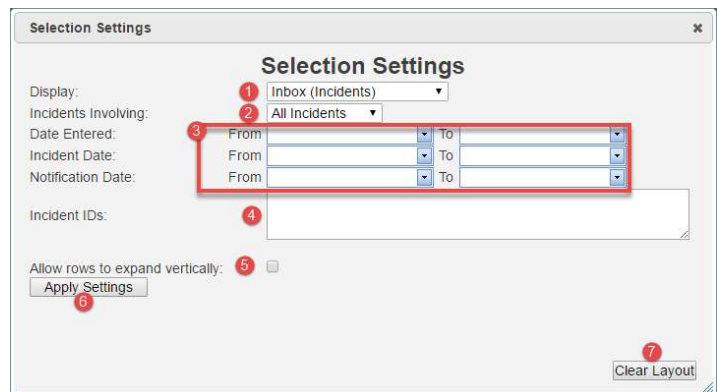 Selection Settings
Selection Settings
Display: 1 Inbox (Incidents)
Incidents Involving: 2 All Incidents
Date Entered: 3 From To
Incident Date: From To
Notification Date: From To
Incident IDs: 4
Allow rows to expand vertically: 5
Apply Settings
6
7
Clear Layout